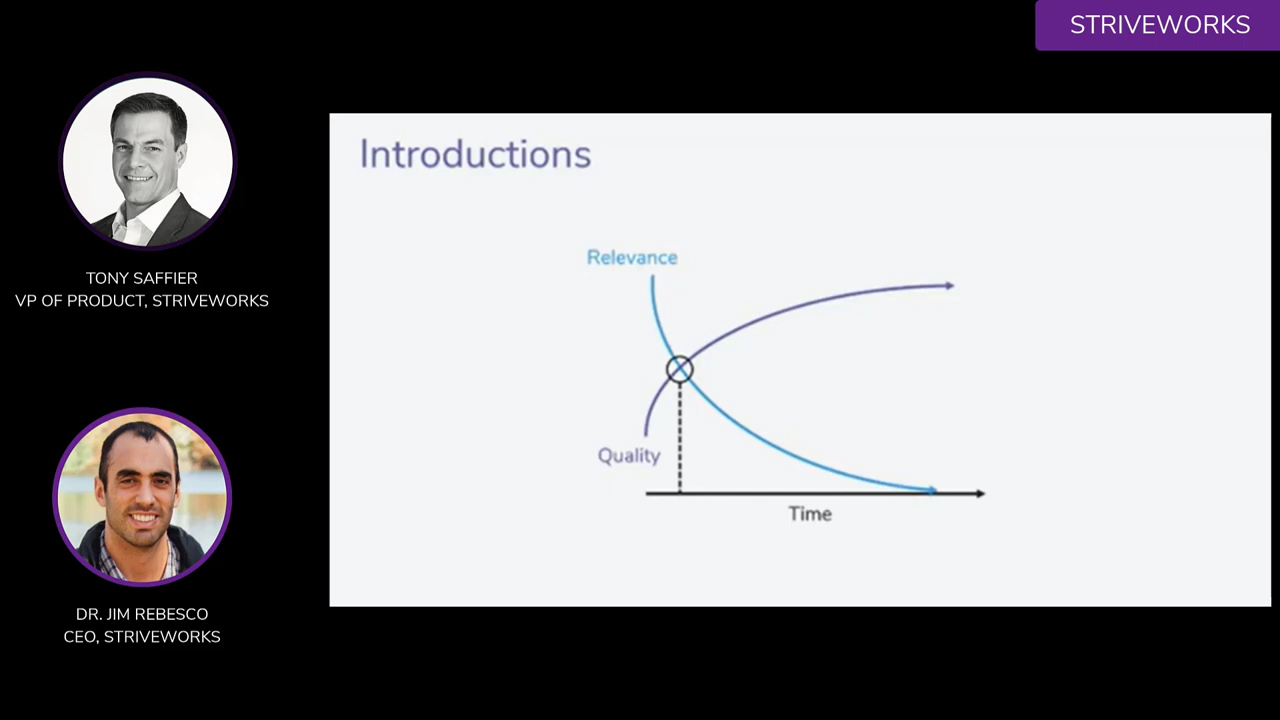 STRIVEWORKS
TONY SAFFIER
VP OF PRODUCT, STRIVEWORKS
DR. JIM REBESCO
CEO, STRIVEWORKS
Introductions
Relevance
Quality
Time